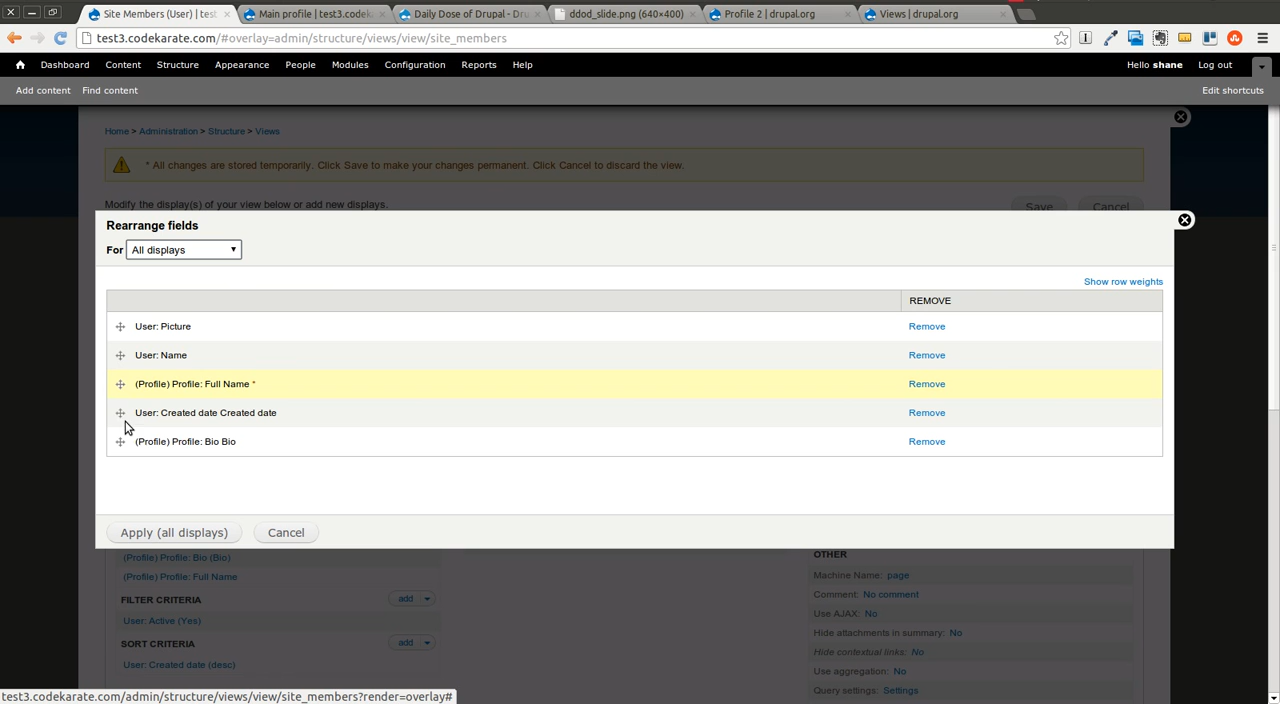 Site Members (User) | test
Main profile | test3.codek
Daily Dose of Drupal - Dru
ddod_slide.png (640×400)
Profile 2 | drupal.org
Views | drupal.org
test3.codekarate.com/#overlay=admin/structure/views/view/site_members
Dashboard Content Structure Appearance People Modules Configuration Reports Help
Hello shane Log out
Add content Find content
Edit shortcuts
Home > Administration > Structure > Views
* All changes are stored temporarily. Click Save to make your changes permanent. Click Cancel to discard the view.
Modify the display(s) of your view below or add new displays.
Save Cancel
Rearrange fields
For All displays
Show row weights
REMOVE
User: Picture Remove
User: Name Remove
(Profile) Profile: Full Name * Remove
User: Created date Created date Remove
(Profile) Profile: Bio Bio Remove
Apply (all displays) Cancel
(Profile) Profile: Bio (Bio)
(Profile) Profile: Full Name
FILTER CRITERIA add
User: Active (Yes)
SORT CRITERIA add
User: Created date (desc)
OTHER
Machine Name: page
Comment: No comment
Use AJAX: No
Hide attachments in summary: No
Hide contextual links: No
Use aggregation: No
Query settings: Settings
test3.codekarate.com/admin/structure/views/view/site_members?render=overlay#